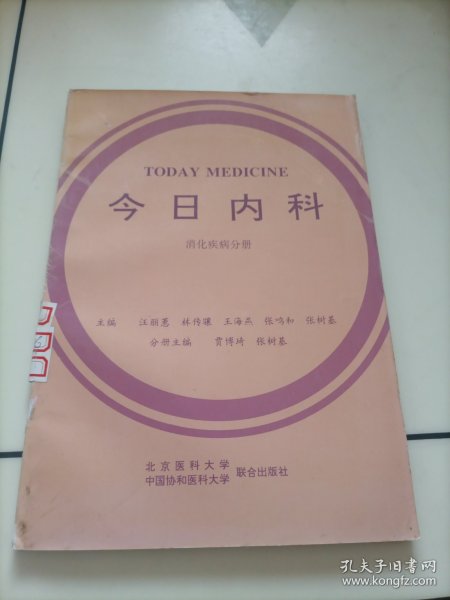 TODAY MEDICINE
今日内科
消化疾病分册
主编 汪丽蕙 林传骧 王海燕 张鸣和 张树基
分册主编 贾博琦 张树基
北京医科大学
中国协和医科大学
联合出版社
孔夫子旧书网
www.kongfz.com